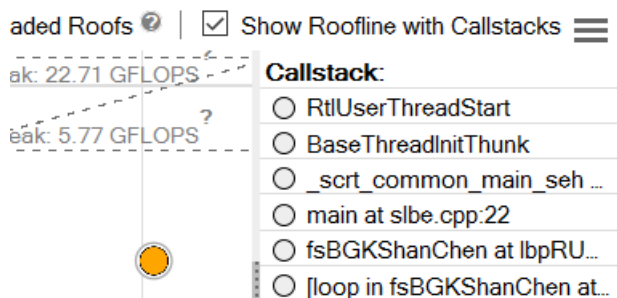 aded Roofs ? | Show Roofline with Callstacks
?
ak: 22.71 GFLOPS
?
eak: 5.77 GFLOPS
Callstack:
RtlUserThreadStart
BaseThreadInitThunk
_scrt_common_main_seh ...
main at slbe.cpp:22
fsBGKShanChen at lbpRU...
[loop in fsBGKShanChen at...